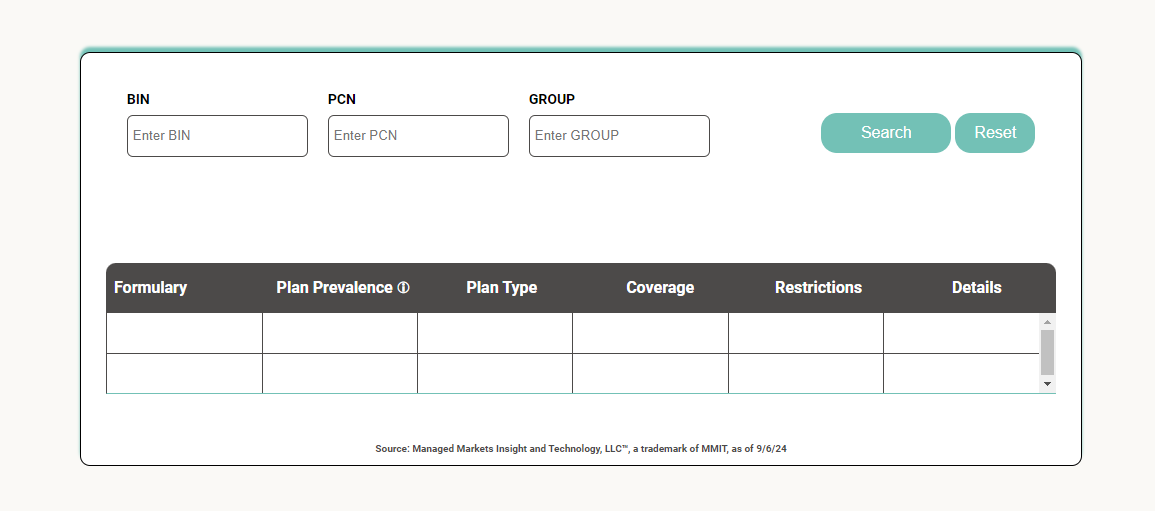 BIN PCN GROUP
Enter BIN Enter PCN Enter GROUP Search Reset
Formulary Plan Prevalence ⓘ Plan Type Coverage Restrictions Details
Source: Managed Markets Insight and Technology, LLC™, a trademark of MMIT, as of 9/6/24